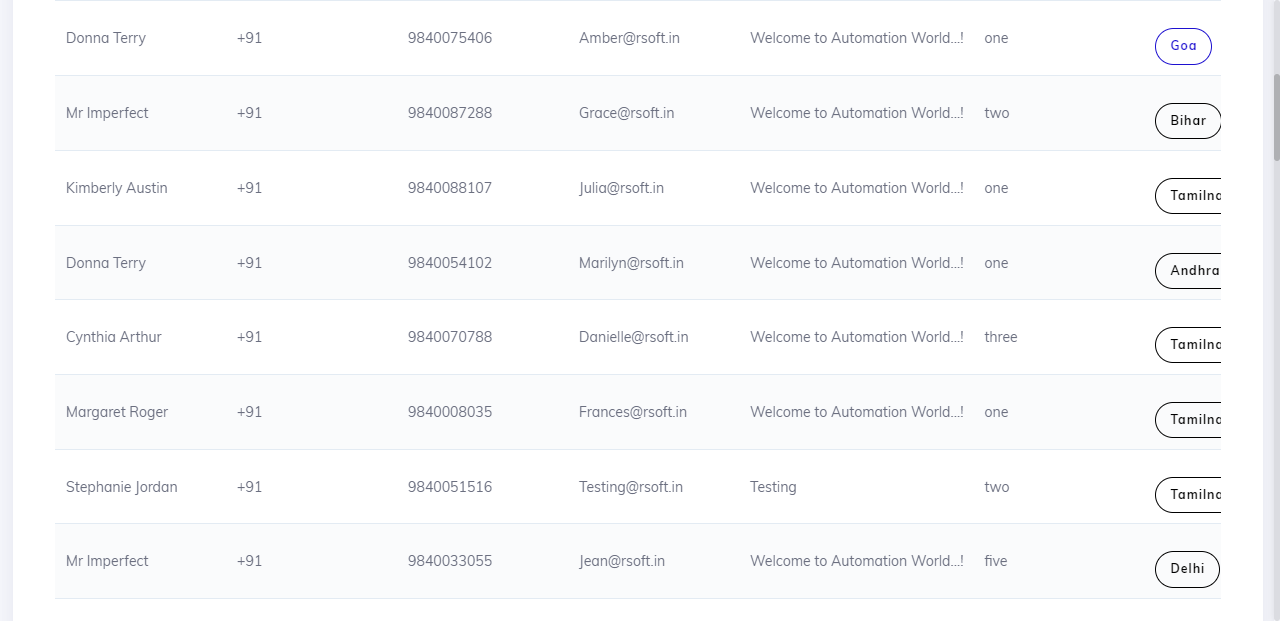 Donna Terry +91 9840075406 Amber@rsoft.in Welcome to Automation World...! one Goa
Mr Imperfect +91 9840087288 Grace@rsoft.in Welcome to Automation World...! two Bihar
Kimberly Austin +91 9840088107 Julia@rsoft.in Welcome to Automation World...! one Tamilna
Donna Terry +91 9840054102 Marilyn@rsoft.in Welcome to Automation World...! one Andhra
Cynthia Arthur +91 9840070788 Danielle@rsoft.in Welcome to Automation World...! three Tamilna
Margaret Roger +91 9840008035 Frances@rsoft.in Welcome to Automation World...! one Tamilna
Stephanie Jordan +91 9840051516 Testing@rsoft.in Testing two Tamilna
Mr Imperfect +91 9840033055 Jean@rsoft.in Welcome to Automation World...! five Delhi